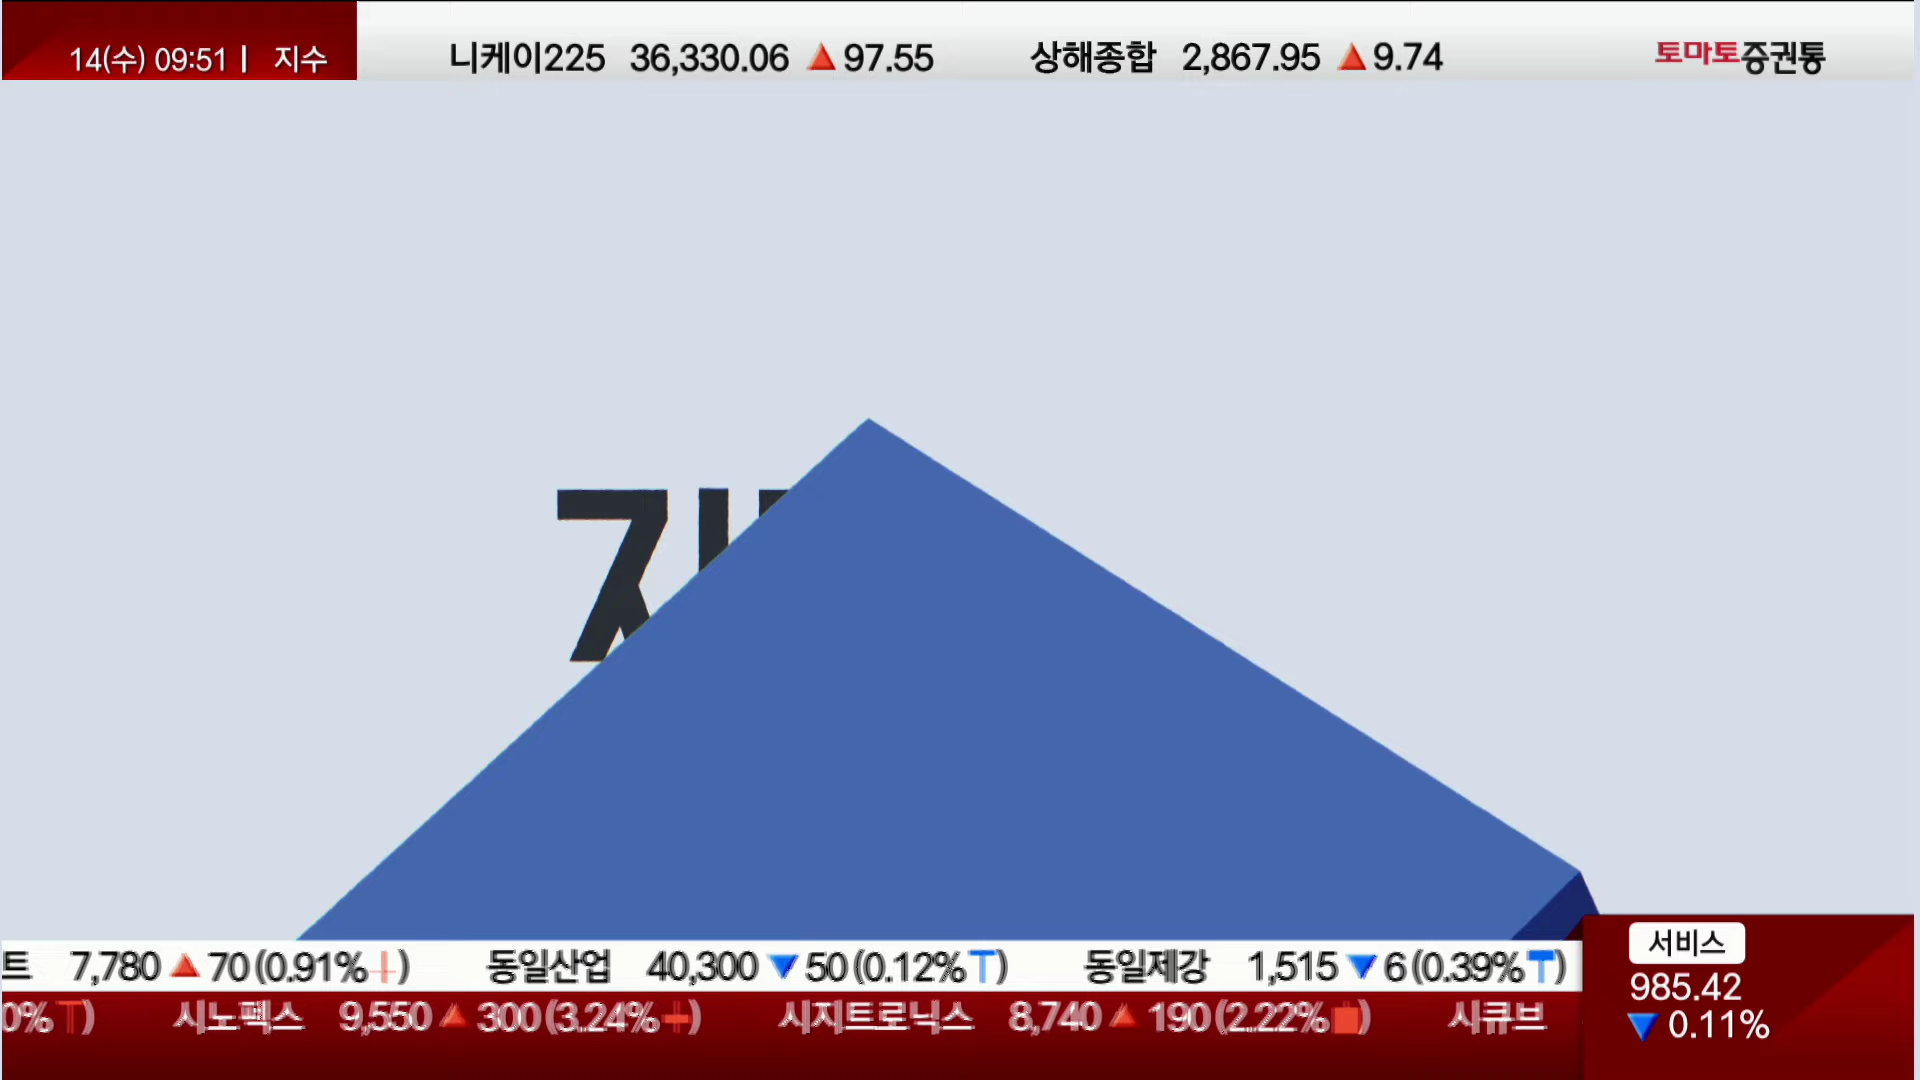 14(수) 09:51 | 지수 니케이225 36,330.06 ▲ 97.55 상해종합 2,867.95 ▲ 9.74 토마토증권통
트 7,780 ▲ 70 (0.91% ) 동일산업 40,300 ▼ 50 (0.12% ) 동일제강 1,515 ▼ 6 (0.39% )
0% ) 시노펙스 9,550 ▲ 300 (3.24% ) 시지트로닉스 8,740 ▲ 190 (2.22% ) 시큐브
서비스
985.42
▼ 0.11%